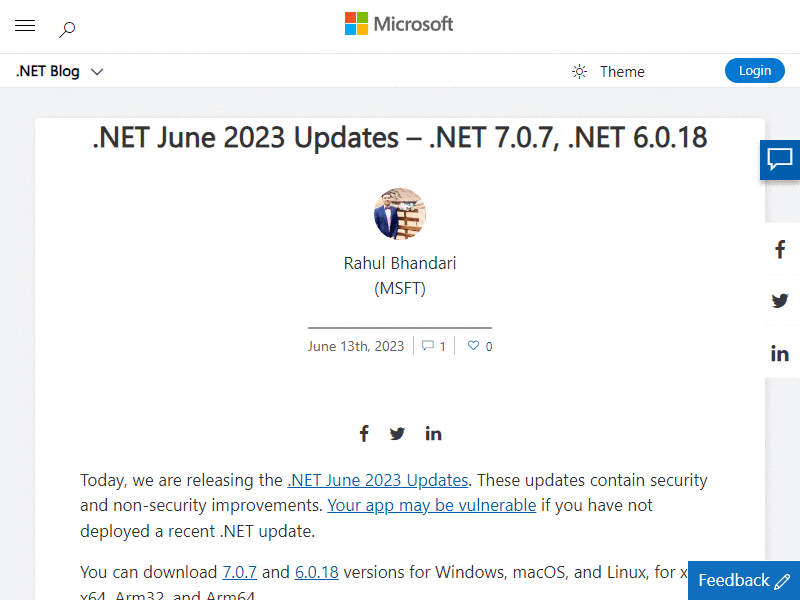 Microsoft
.NET Blog
Theme
Login
.NET June 2023 Updates – .NET 7.0.7, .NET 6.0.18
Rahul Bhandari
(MSFT)
June 13th, 2023
1
0
Today, we are releasing the .NET June 2023 Updates. These updates contain security
and non-security improvements. Your app may be vulnerable if you have not
deployed a recent .NET update.
You can download 7.0.7 and 6.0.18 versions for Windows, macOS, and Linux, for
x64, Arm32, and Arm64.
Feedback